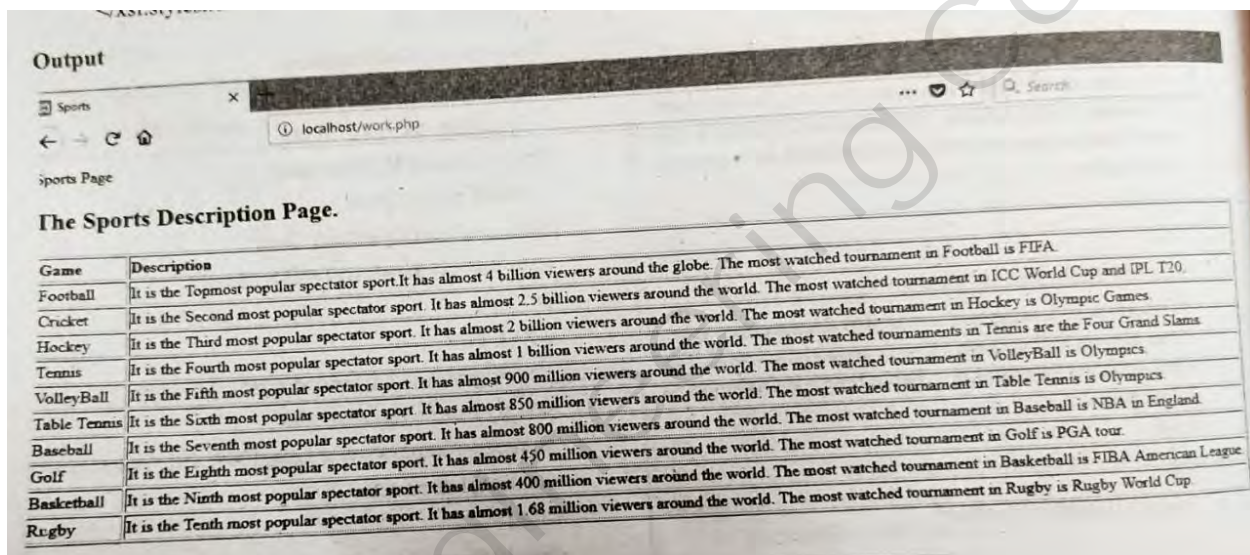 Output
Sports
localhost/work.php
Search
Sports Page
The Sports Description Page.
Game Description
Football It is the Topmost popular spectator sport.It has almost 4 billion viewers around the globe. The most watched tournament in Football is FIFA.
Cricket It is the Second most popular spectator sport. It has almost 2.5 billion viewers around the world. The most watched tournament in ICC World Cup and IPL T20.
Hockey It is the Third most popular spectator sport. It has almost 2 billion viewers around the world. The most watched tournament in Hockey is Olympic Games.
Tennis It is the Fourth most popular spectator sport. It has almost 1 billion viewers around the world. The most watched tournaments in Tennis are the Four Grand Slams.
VolleyBall It is the Fifth most popular spectator sport. It has almost 900 million viewers around the world. The most watched tournament in VolleyBall is Olympics.
Table Tennis It is the Sixth most popular spectator sport. It has almost 850 million viewers around the world. The most watched tournament in Table Tennis is Olympics.
Baseball It is the Seventh most popular spectator sport. It has almost 800 million viewers around the world. The most watched tournament in Baseball is NBA in England.
Golf It is the Eighth most popular spectator sport. It has almost 450 million viewers around the world. The most watched tournament in Golf is PGA tour.
Basketball It is the Ninth most popular spectator sport. It has almost 400 million viewers around the world. The most watched tournament in Basketball is FIBA American League.
Rugby It is the Tenth most popular spectator sport. It has almost 1.68 million viewers around the world. The most watched tournament in Rugby is Rugby World Cup.